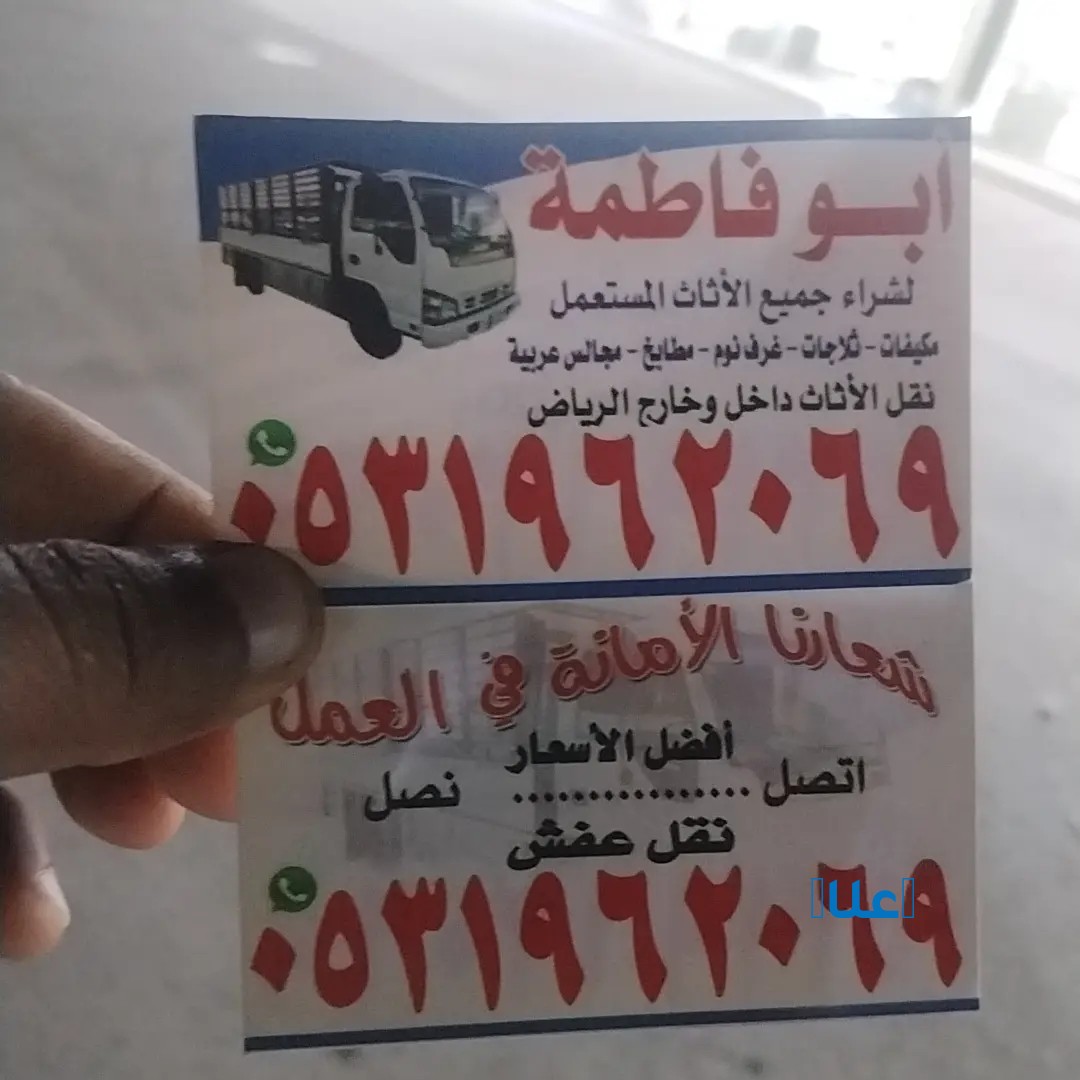 أبو فاطمة
لشراء جميع الأثاث المستعمل
مكيفات - ثلاجات - غرف نوم - مطابخ - مجالس عربية
نقل الأثاث داخل وخارج الرياض
٠٥٣١٩٦٢٠٦٩
شعارنا الأمانة في العمل
أفضل الأسعار
اتصل ................ نصل
نقل عفش
٠٥٣١٩٦٢٠٦٩